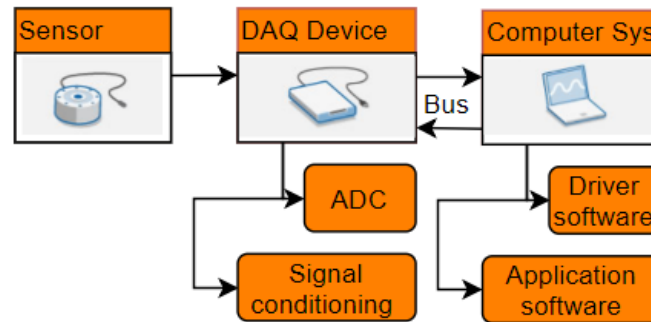 Sensor
DAQ Device
Computer Sys
Bus
ADC
Driver
software
Signal
conditioning
Application
software